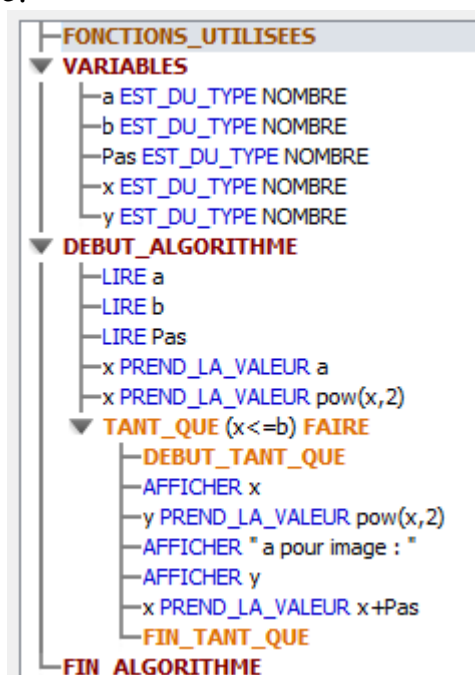 FONCTIONS_UTILISEES
VARIABLES
a EST_DU_TYPE NOMBRE
b EST_DU_TYPE NOMBRE
Pas EST_DU_TYPE NOMBRE
x EST_DU_TYPE NOMBRE
y EST_DU_TYPE NOMBRE
DEBUT_ALGORITHME
LIRE a
LIRE b
LIRE Pas
x PREND_LA_VALEUR a
x PREND_LA_VALEUR pow(x,2)
TANT_QUE (x<=b) FAIRE
DEBUT_TANT_QUE
AFFICHER x
y PREND_LA_VALEUR pow(x,2)
AFFICHER " a pour image : "
AFFICHER y
x PREND_LA_VALEUR x+Pas
FIN_TANT_QUE
FIN_ALGORITHME